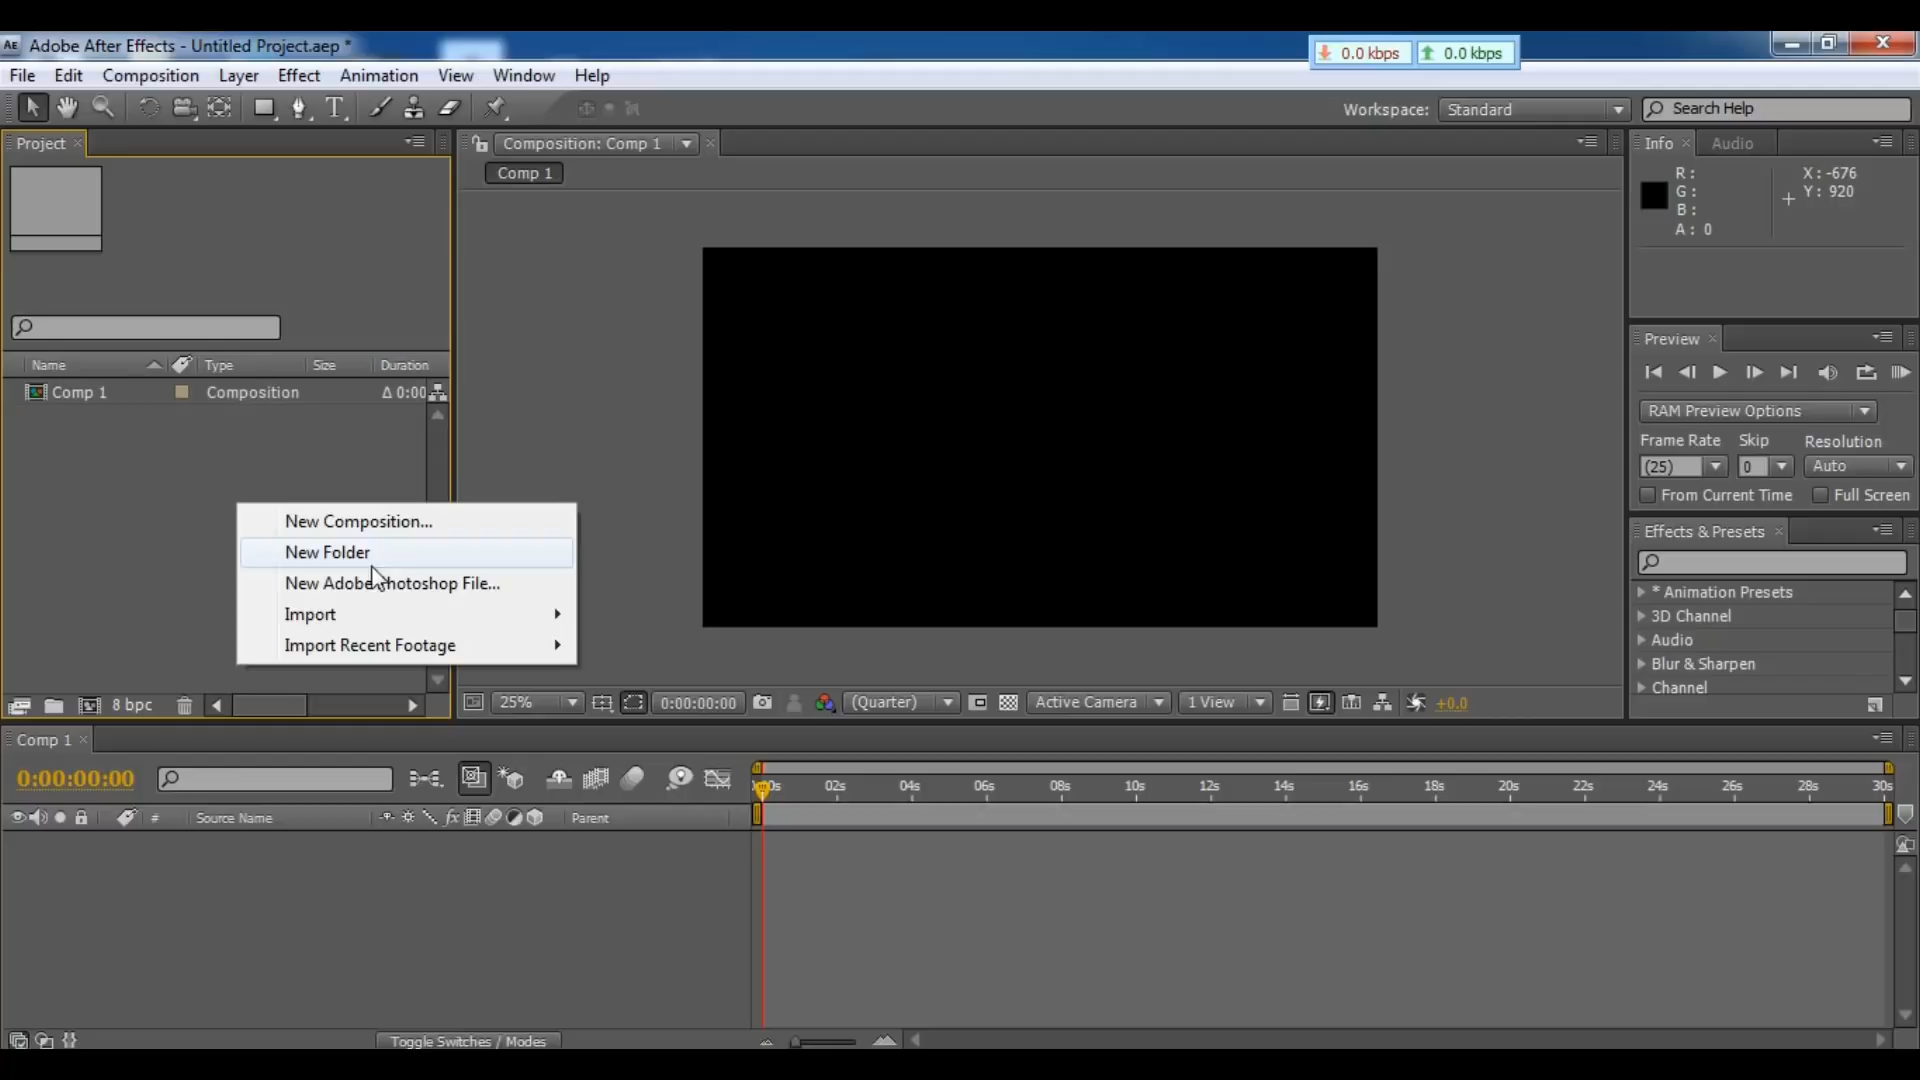 AE Adobe After Effects - Untitled Project.aep *
0.0 kbps 0.0 kbps
File Edit Composition Layer Effect Animation View Window Help
Workspace: Standard Search Help
Project
Composition: Comp 1
Info Audio
Comp 1
R: X: -676
G: Y: 920
B:
A: 0
Preview
Name Type Size Duration
Comp 1 Composition Δ 0:00
RAM Preview Options
Frame Rate Skip Resolution
(25) 0 Auto
From Current Time Full Screen
New Composition...
New Folder
New Adobe Photoshop File...
Import
Import Recent Footage
Effects & Presets
* Animation Presets
3D Channel
Audio
Blur & Sharpen
Channel
8 bpc
25% 0:00:00:00 (Quarter) Active Camera 1 View +0.0
Comp 1
0:00:00:00
0s 02s 04s 06s 08s 10s 12s 14s 16s 18s 20s 22s 24s 26s 28s 30s
# Source Name fx Parent
Toggle Switches / Modes